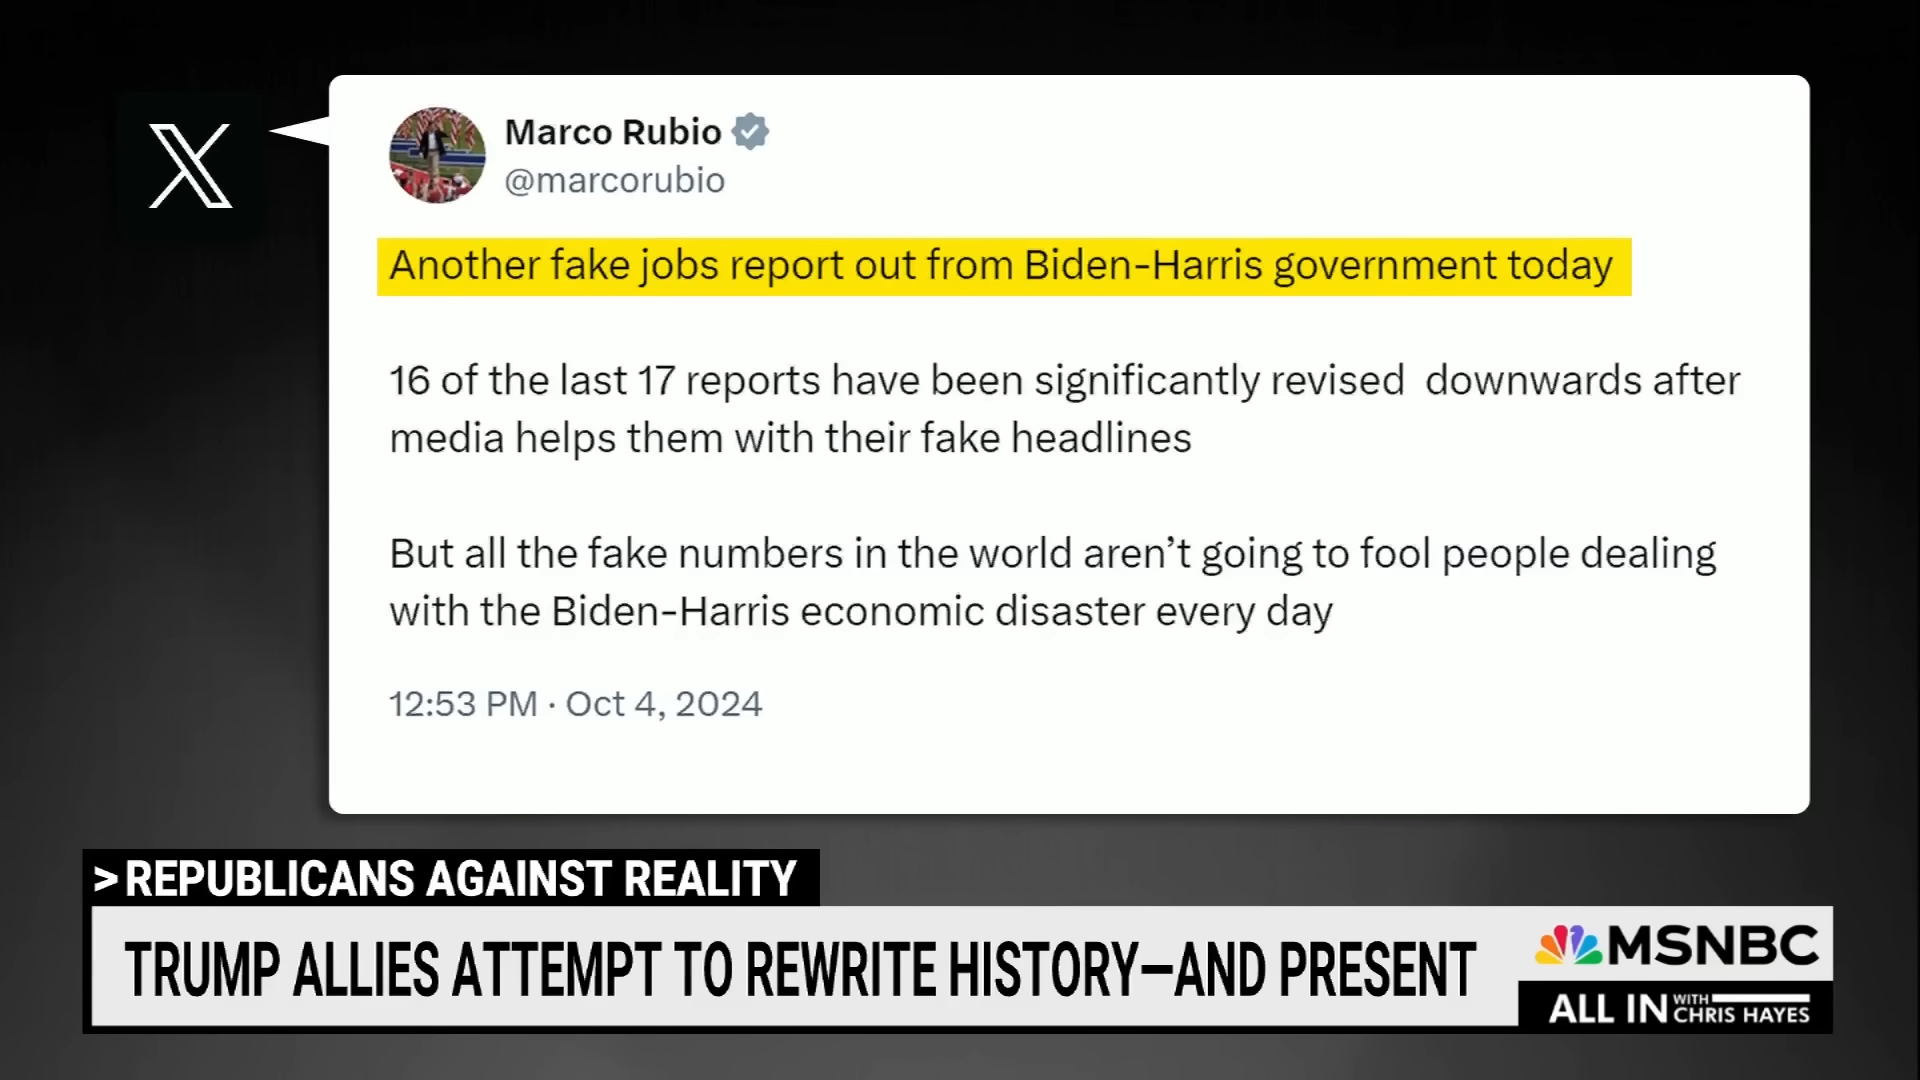 X
Marco Rubio
@marcorubio
Another fake jobs report out from Biden-Harris government today
16 of the last 17 reports have been significantly revised  downwards after
media helps them with their fake headlines
But all the fake numbers in the world aren’t going to fool people dealing
with the Biden-Harris economic disaster every day
12:53 PM · Oct 4, 2024
>REPUBLICANS AGAINST REALITY
TRUMP ALLIES ATTEMPT TO REWRITE HISTORY—AND PRESENT
MSNBC
ALL IN WITH CHRIS HAYES